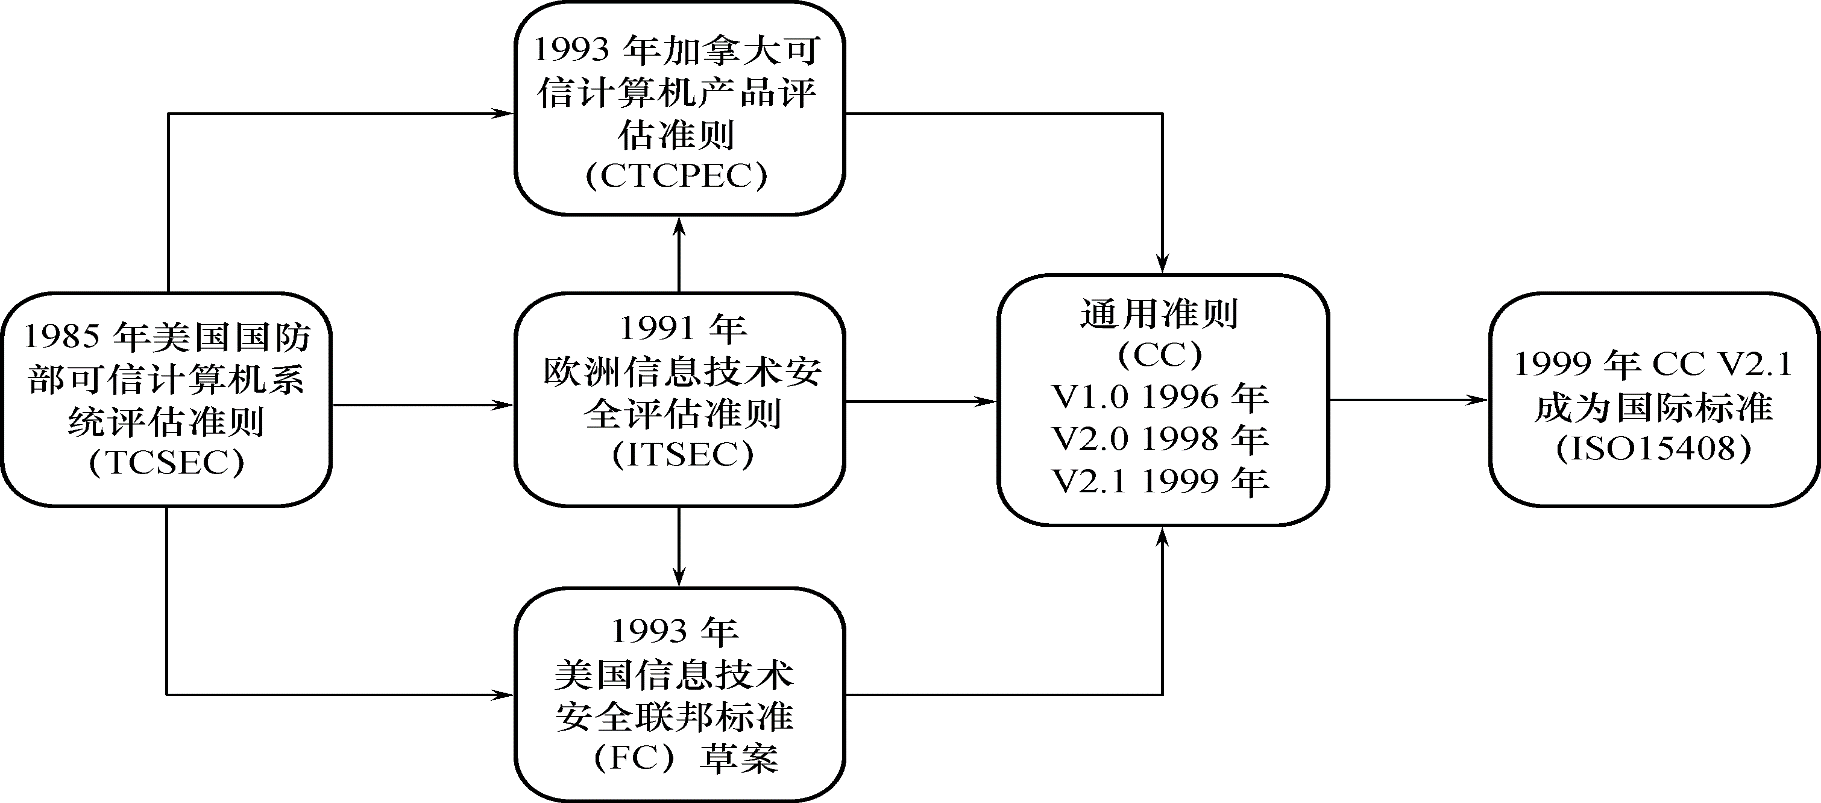 1993 年加拿大可
信计算机产品评
估准则
(CTCPEC)
1985 年美国国防
部可信计算机系
统评估准则
(TCSEC)
1991 年
欧洲信息技术安
全评估准则
(ITSEC)
通用准则
(CC)
V1.0 1996 年
V2.0 1998 年
V2.1 1999 年
1999 年 CC V2.1
成为国际标准
(ISO15408)
1993 年
美国信息技术
安全联邦标准
(FC) 草案